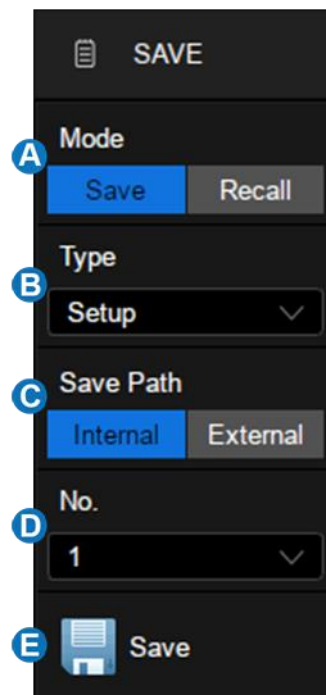 SAVE
A
Mode
Save Recall
B
Type
Setup
C
Save Path
Internal External
D
No.
1
E
Save